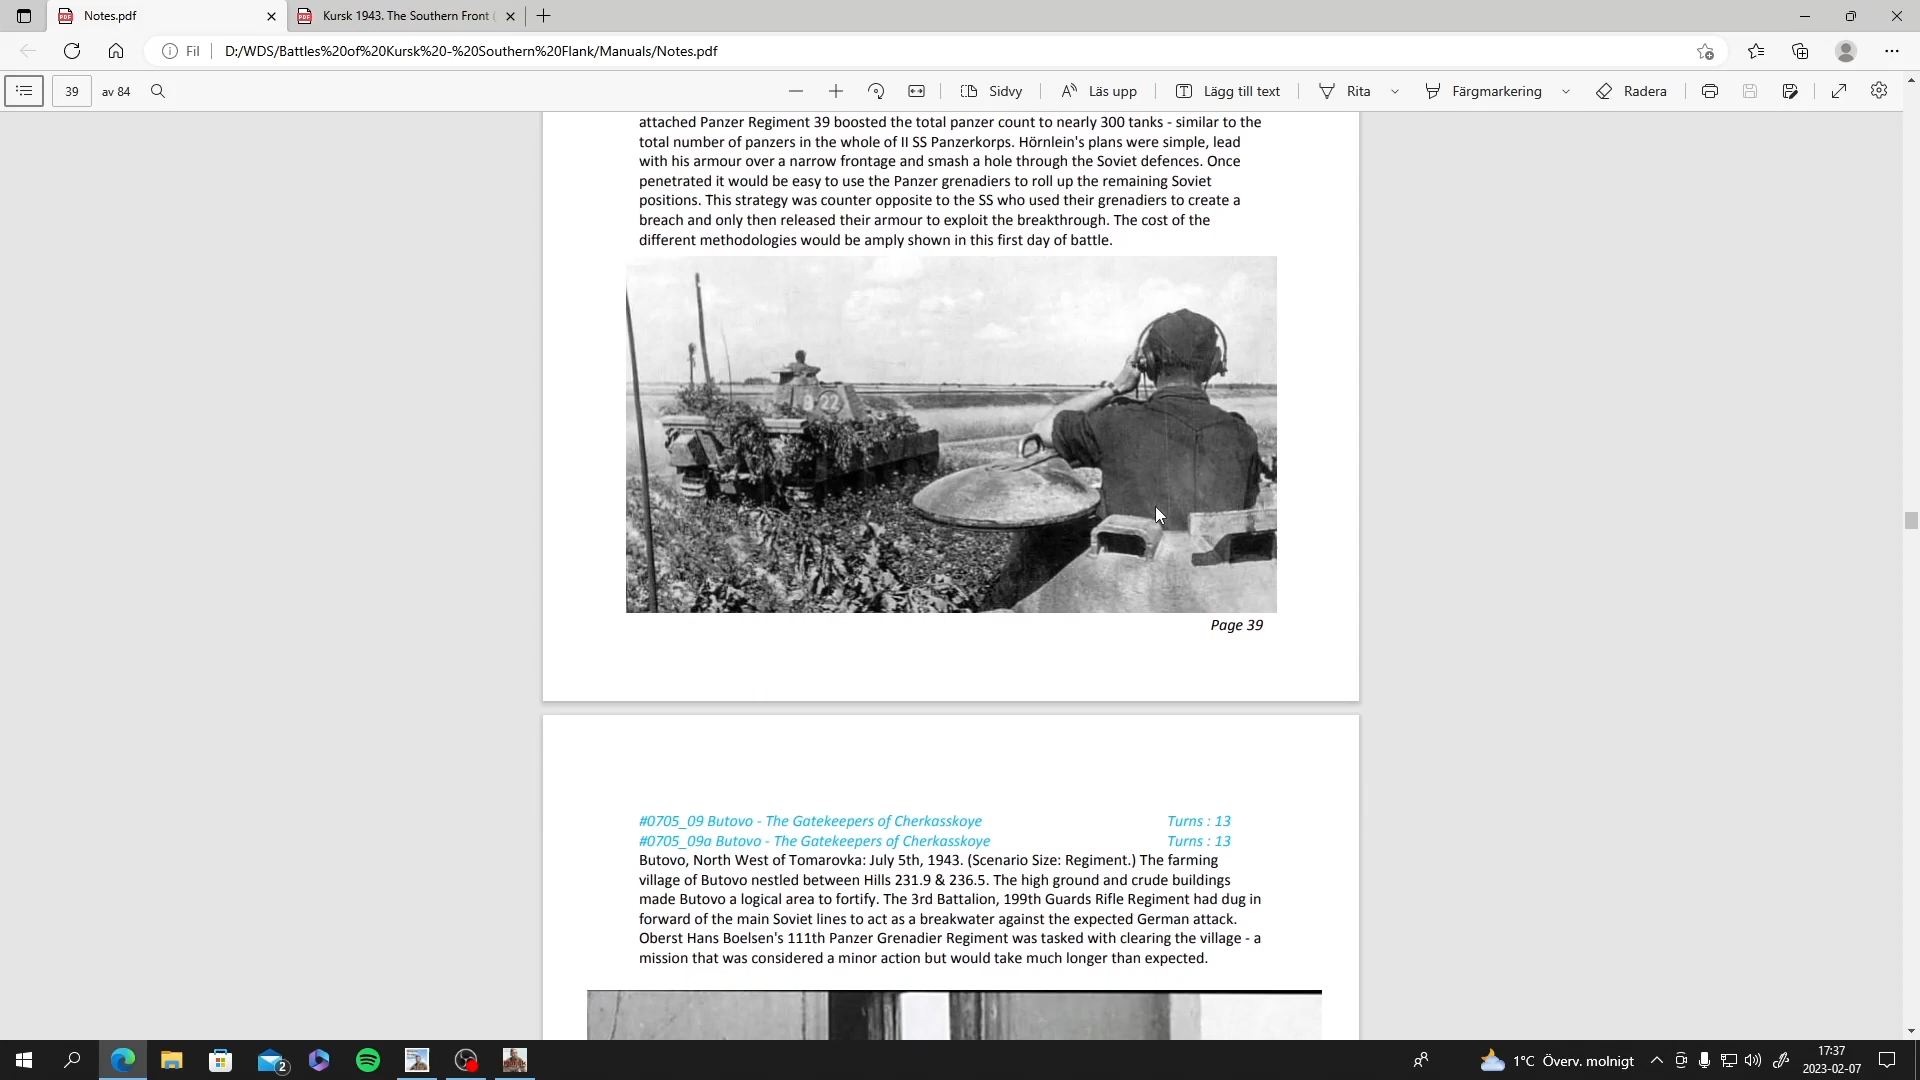 Notes.pdf
Kursk 1943. The Southern Front (
Fil
D:/WDS/Battles%20of%20Kursk%20-%20Southern%20Flank/Manuals/Notes.pdf
39
av 84
Sidvy
Läs upp
Lägg till text
Rita
Färgmarkering
Radera
attached Panzer Regiment 39 boosted the total panzer count to nearly 300 tanks - similar to the
total number of panzers in the whole of II SS Panzerkorps. Hörnlein's plans were simple, lead
with his armour over a narrow frontage and smash a hole through the Soviet defences. Once
penetrated it would be easy to use the Panzer grenadiers to roll up the remaining Soviet
positions. This strategy was counter opposite to the SS who used their grenadiers to create a
breach and only then released their armour to exploit the breakthrough. The cost of the
different methodologies would be amply shown in this first day of battle.
8 22
Page 39
#0705_09 Butovo - The Gatekeepers of Cherkasskoye Turns : 13
#0705_09a Butovo - The Gatekeepers of Cherkasskoye Turns : 13
Butovo, North West of Tomarovka: July 5th, 1943. (Scenario Size: Regiment.) The farming
village of Butovo nestled between Hills 231.9 & 236.5. The high ground and crude buildings
made Butovo a logical area to fortify. The 3rd Battalion, 199th Guards Rifle Regiment had dug in
forward of the main Soviet lines to act as a breakwater against the expected German attack.
Oberst Hans Boelsen's 111th Panzer Grenadier Regiment was tasked with clearing the village - a
mission that was considered a minor action but would take much longer than expected.
2
1°C Överv. molnigt
17:37
2023-02-07